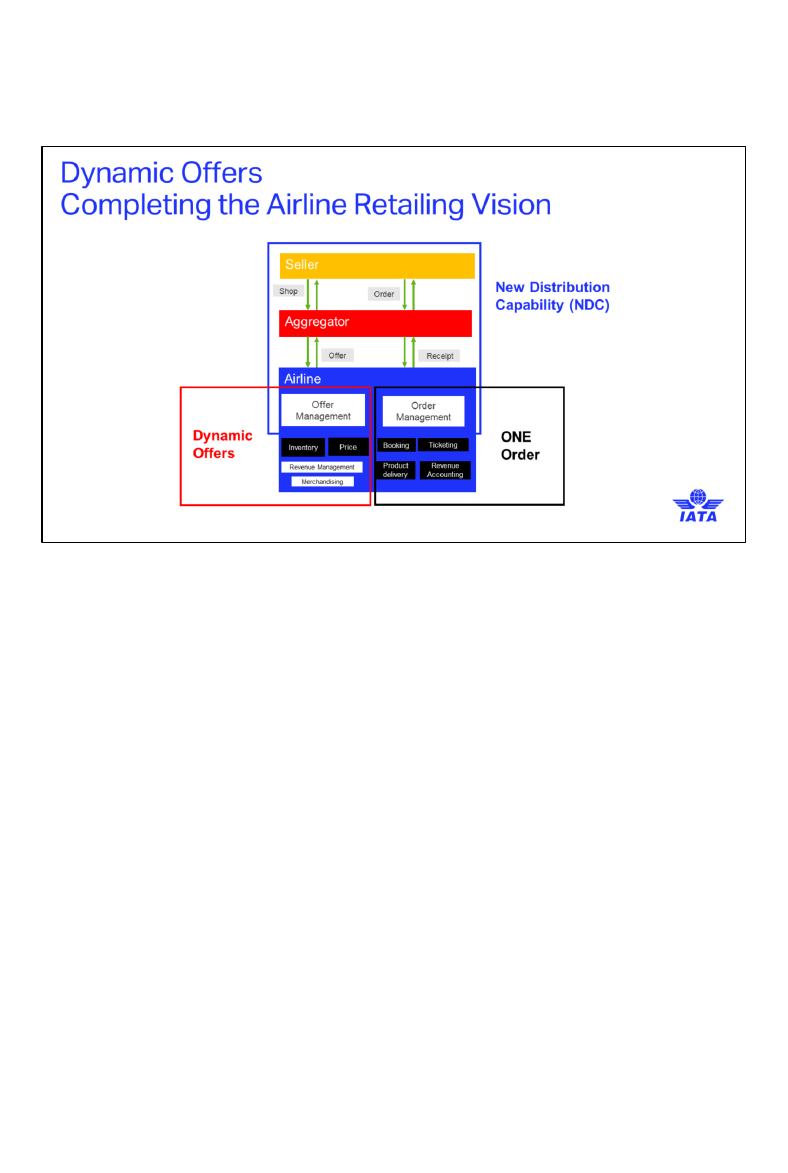 Dynamic Offers
Completing the Airline Retailing Vision
Seller
Shop
Order
New Distribution
Capability (NDC)
Aggregator
Offer
Receipt
Airline
Offer
Management
Order
Management
Dynamic
Offers
Inventory
Price
Revenue Management
Merchandising
Booking
Ticketing
Product
delivery
Revenue
Accounting
ONE
Order
IATA